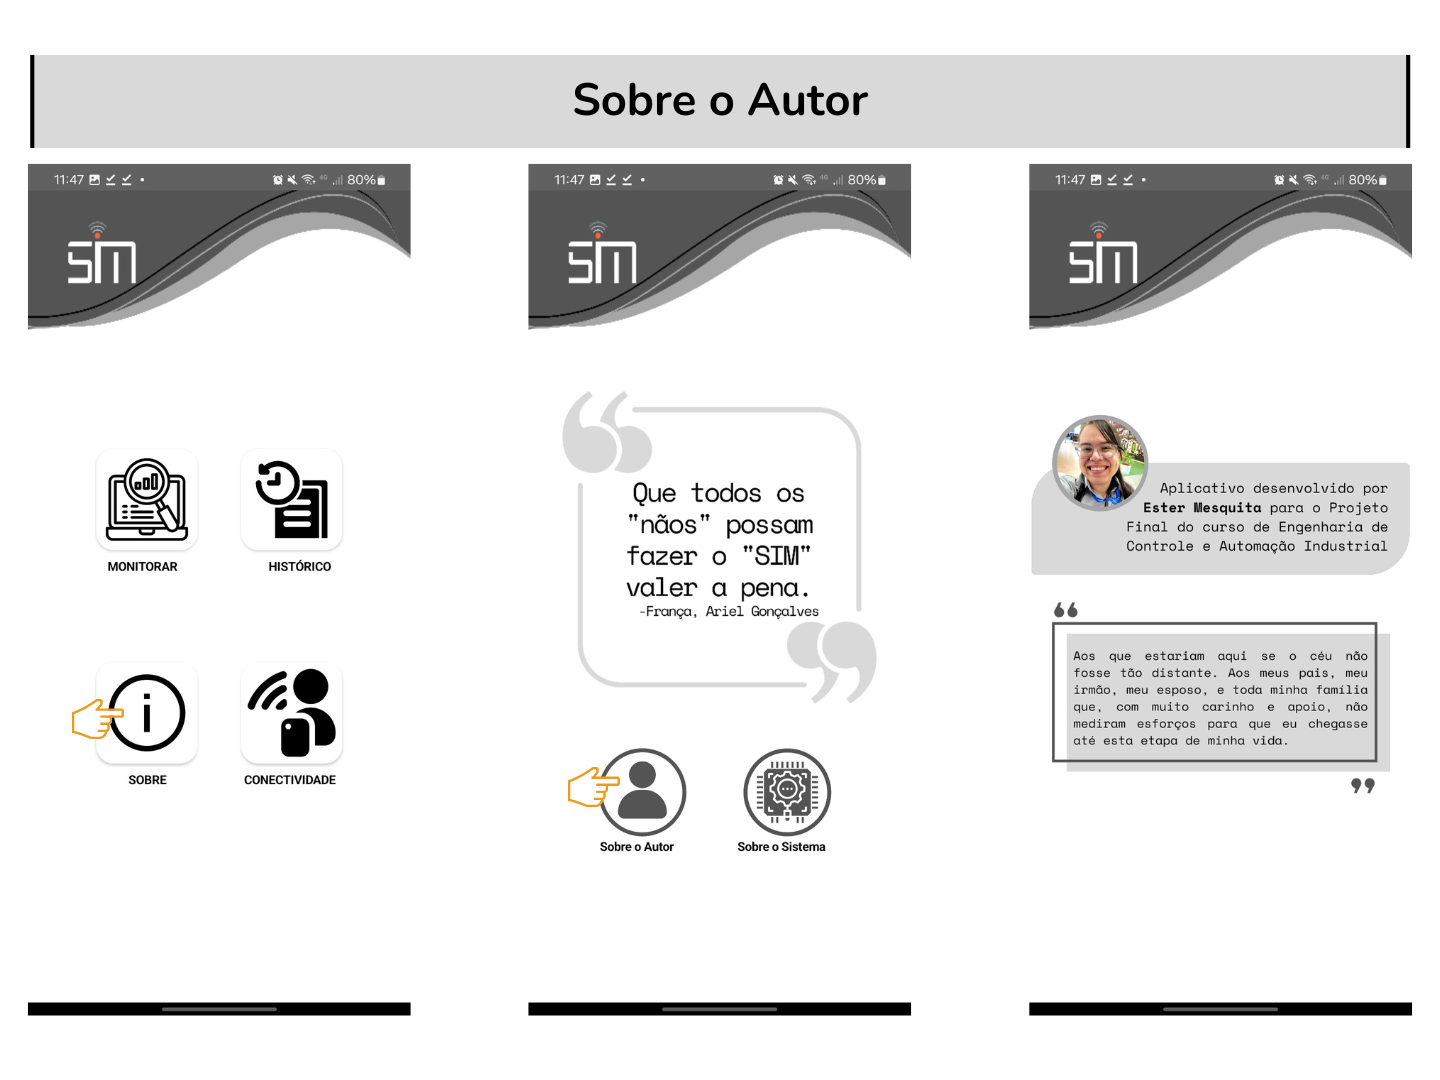 Sobre o Autor
11:47
4G
80%
SiM
MONITORAR
HISTÓRICO
SOBRE
CONECTIVIDADE
11:47
4G
80%
SiM
Que todos os
"nãos" possam
fazer o "SIM"
valer a pena.
-França, Ariel Gonçalves
Sobre o Autor
Sobre o Sistema
11:47
4G
80%
SiM
Aplicativo desenvolvido por
Ester Mesquita para o Projeto
Final do curso de Engenharia de
Controle e Automação Industrial
Aos que estariam aqui se o céu não
fosse tão distante. Aos meus pais, meu
irmão, meu esposo, e toda minha família
que, com muito carinho e apoio, não
mediram esforços para que eu chegasse
até esta etapa de minha vida.